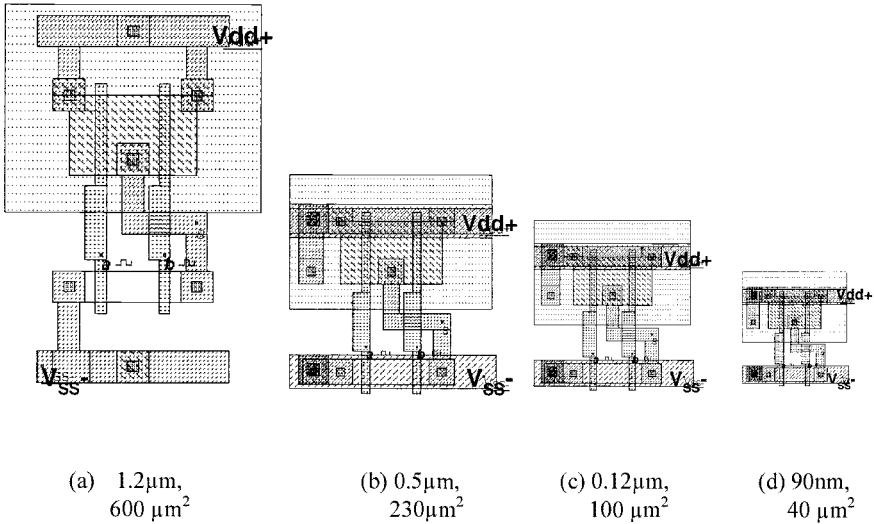 Vdd+
Vdd+
Vdd+
Vdd+
a b
Vss-
Vss-
Vss-
Vss-
(a) 1.2µm,
600 µm²
(b) 0.5µm,
230µm²
(c) 0.12µm,
100 µm²
(d) 90nm,
40 µm²